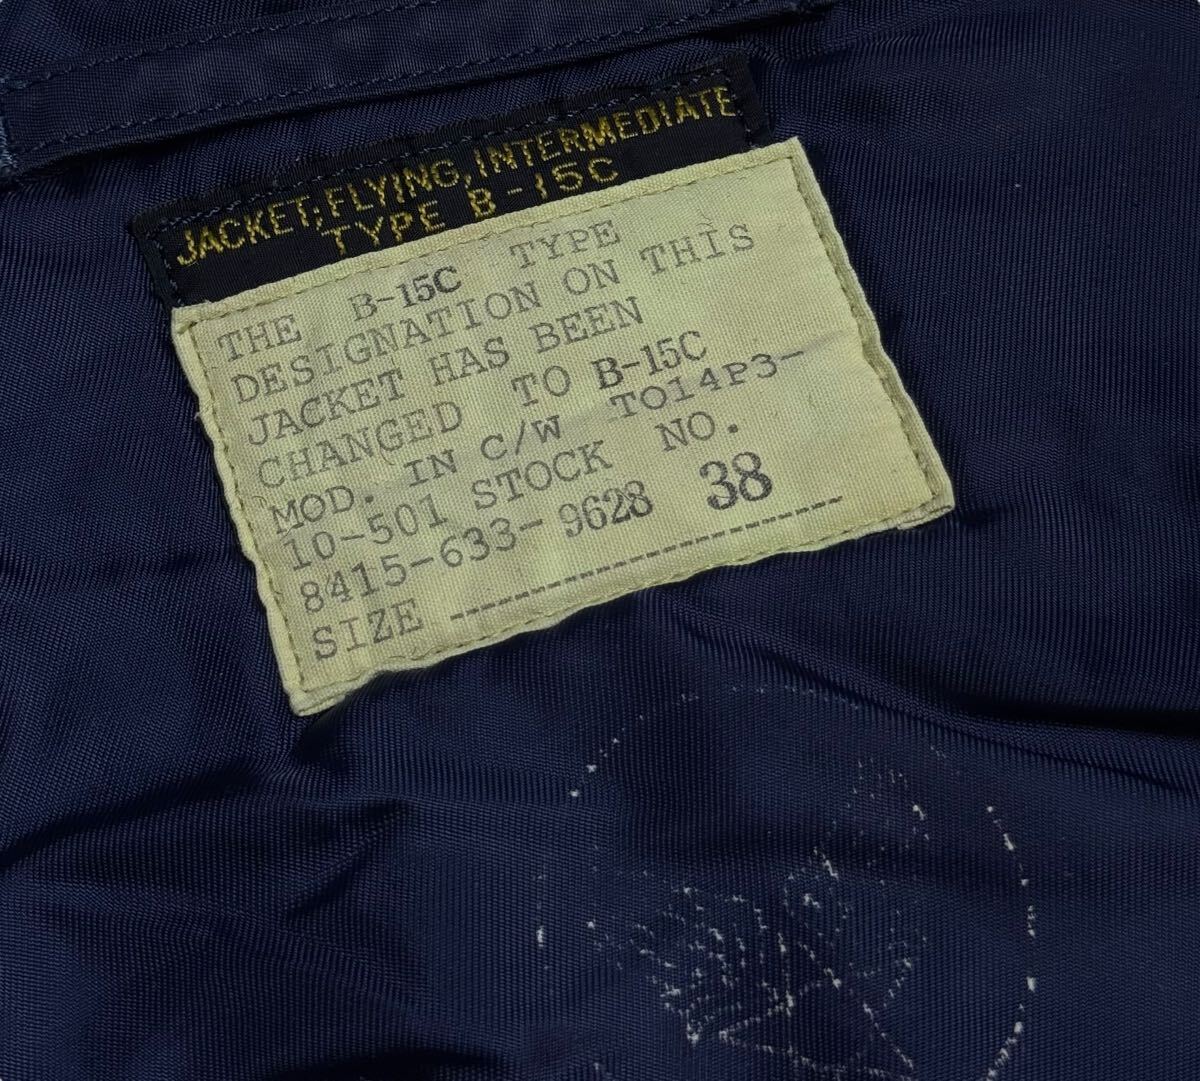 JACKET, FLYING, INTERMEDIATE
TYPE B-15C
THE B-15C TYPE
DESIGNATION ON THIS
JACKET HAS BEEN
CHANGED TO B-15C
MOD. IN C/W TO14P3-
10-501 STOCK NO.
8415-633-9628 38
SIZE